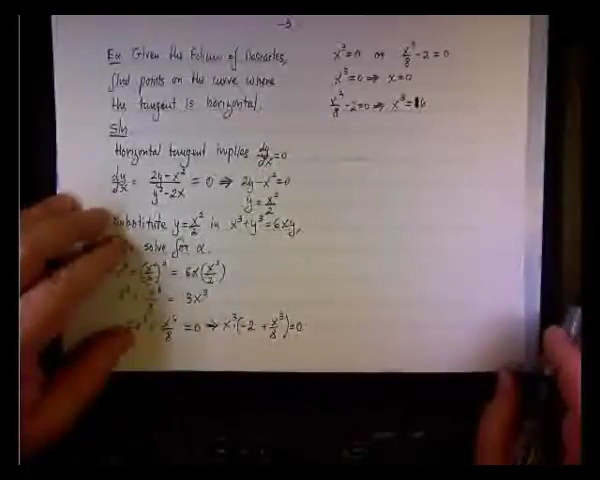 -3
Ex Given the Folium of Descartes,
find points on the curve where
the tangent is horizontal.
Sln.
Horizontal tangent implies dy/dx = 0
dy/dx = (2y - x²)/(y² - 2x) = 0 ⇒ 2y - x² = 0
y = x²/2
Substitute y = x²/2 in x³ + y³ = 6xy,
solve for x.
(x²/2)³ = 6x(x²/2)
= 3x³
x⁶/8 = 0 ⇒ x³(-2 + x³/8) = 0
x³ = 0 or x³/8 - 2 = 0
x³ = 0 ⇒ x = 0
x³/8 - 2 = 0 ⇒ x³ = 16